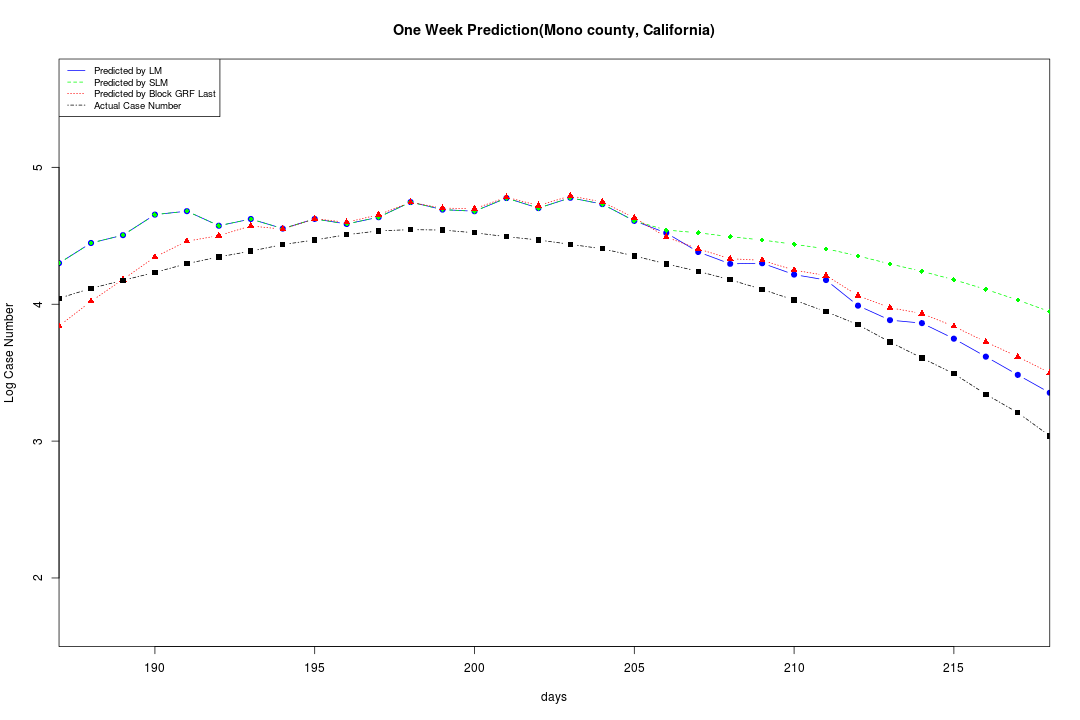 One Week Prediction(Mono county, California)
Predicted by LM
Predicted by SLM
Predicted by Block GRF Last
Actual Case Number
5
4
3
2
Log Case Number
190 195 200 205 210 215
days